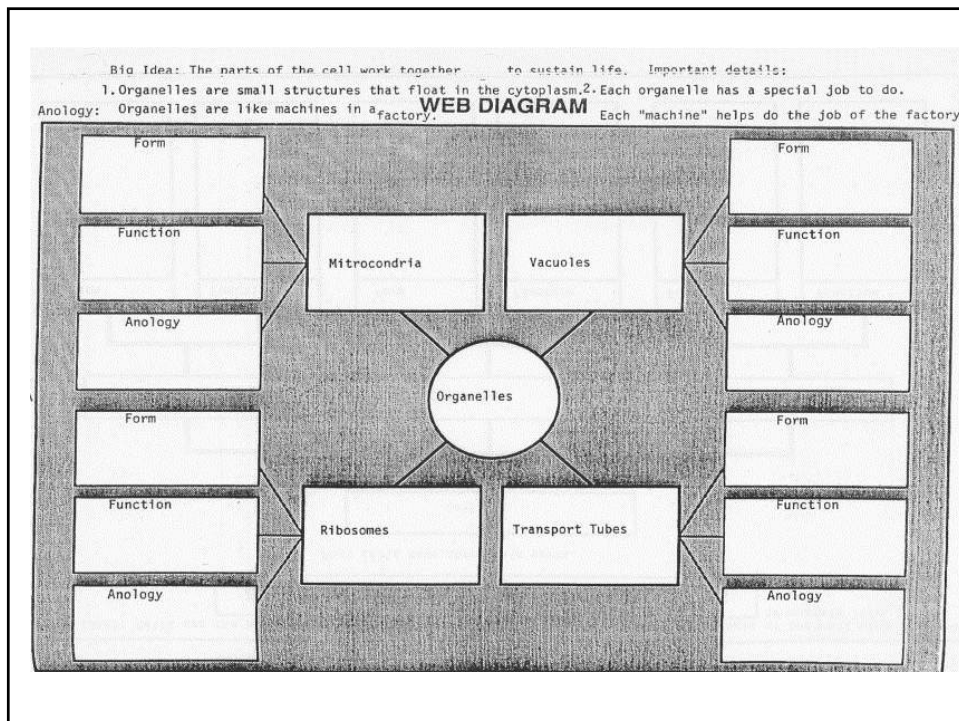 Big Idea: The parts of the cell work together to sustain life. Important details:
1. Organelles are small structures that float in the cytoplasm. 2. Each organelle has a special job to do.
Anology: Organelles are like machines in a factory. Each "machine" helps do the job of the factory
WEB DIAGRAM
Form
Function
Anology
Mitrocondria
Vacuoles
Form
Function
Anology
Organelles
Form
Function
Anology
Ribosomes
Transport Tubes
Form
Function
Anology